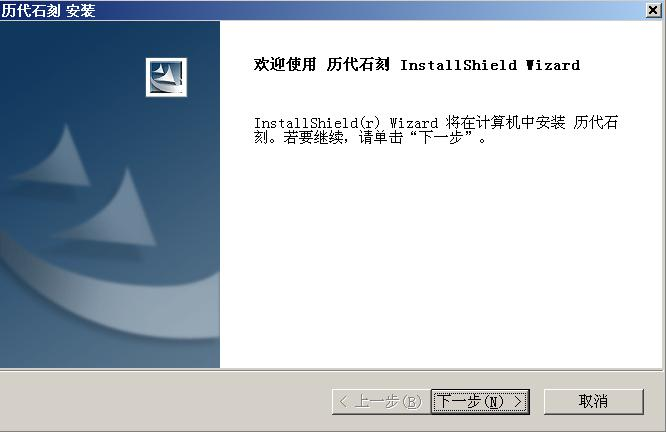 历代石刻 安装
欢迎使用 历代石刻 InstallShield Wizard
InstallShield(r) Wizard 将在计算机中安装 历代石
刻。若要继续，请单击“下一步”。
< 上一步(B) 下一步(N) > 取消